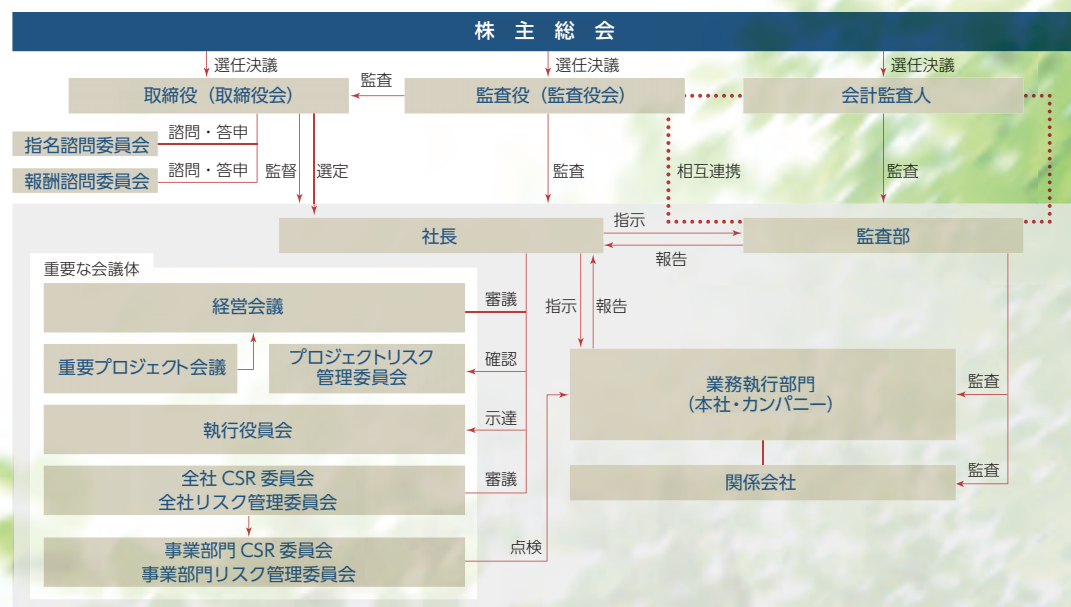 株主総会
選任決議
選任決議
選任決議
取締役（取締役会）
監査
監査役（監査役会）
会計監査人
指名諮問委員会
諮問・答申
報酬諮問委員会
諮問・答申
監督
選定
監査
相互連携
監査
社長
指示
報告
監査部
重要な会議体
経営会議
審議
指示
報告
重要プロジェクト会議
プロジェクトリスク
管理委員会
確認
業務執行部門
（本社・カンパニー）
監査
執行役員会
示達
全社 CSR 委員会
全社リスク管理委員会
審議
関係会社
監査
事業部門 CSR 委員会
事業部門リスク管理委員会
点検